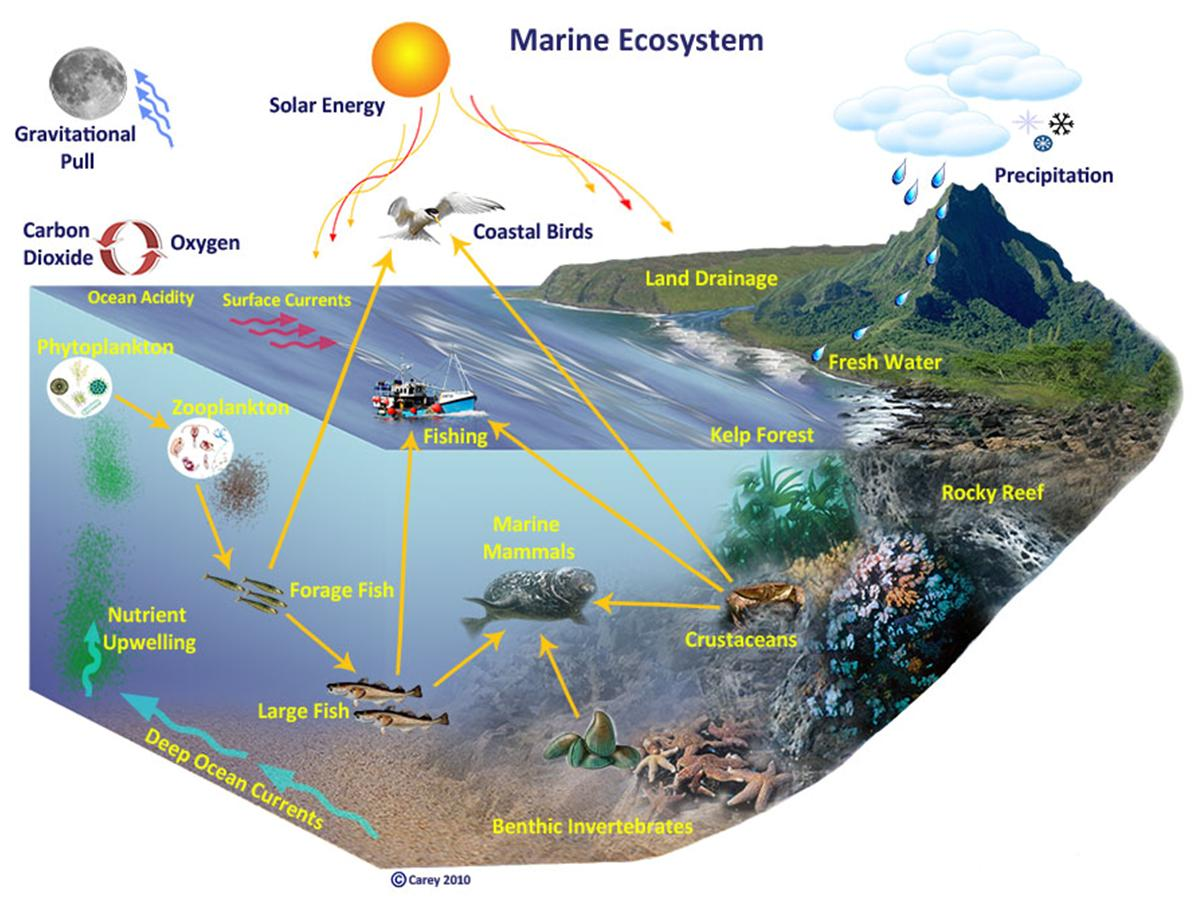 Marine Ecosystem
Solar Energy
Gravitational
Pull
Precipitation
Carbon
Dioxide
Oxygen
Coastal Birds
Land Drainage
Ocean Acidity
Surface Currents
Phytoplankton
Fresh Water
Zooplankton
Fishing
Kelp Forest
Rocky Reef
Marine
Mammals
Forage Fish
Nutrient
Upwelling
Crustaceans
Large Fish
Deep Ocean Currents
Benthic Invertebrates
© Carey 2010